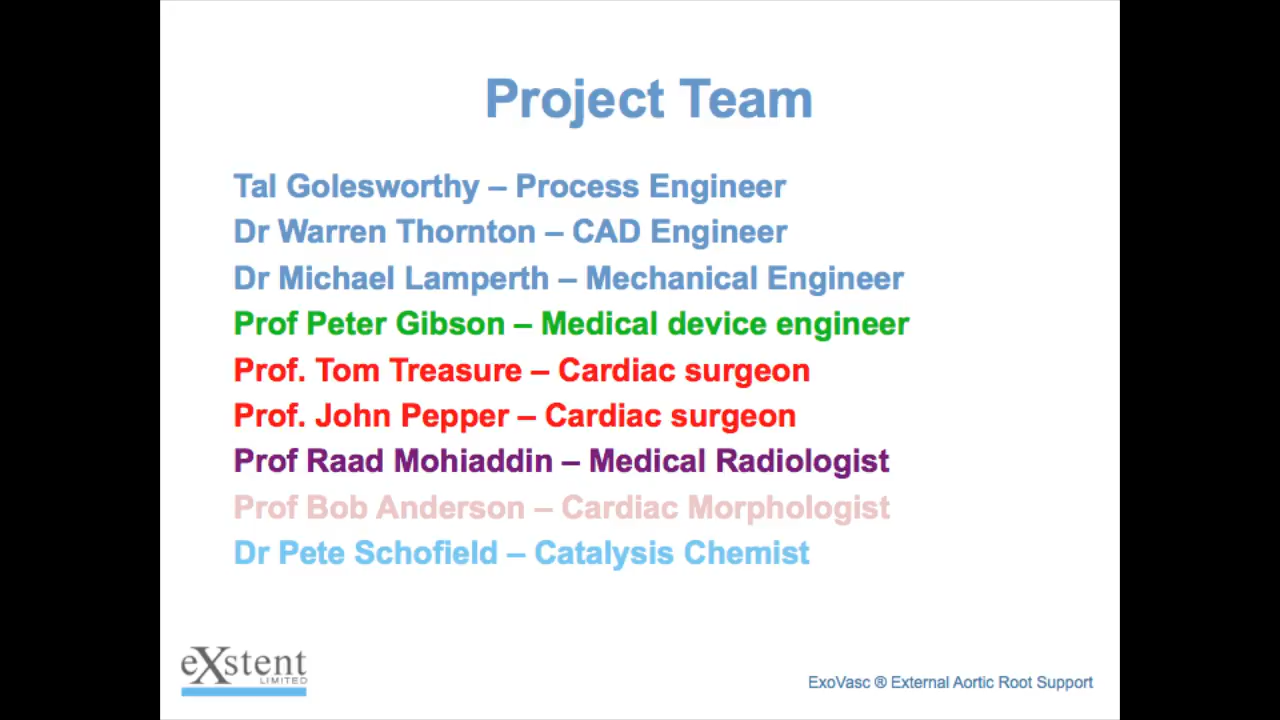 Project Team
Tal Golesworthy – Process Engineer
Dr Warren Thornton – CAD Engineer
Dr Michael Lamperth – Mechanical Engineer
Prof Peter Gibson – Medical device engineer
Prof. Tom Treasure – Cardiac surgeon
Prof. John Pepper – Cardiac surgeon
Prof Raad Mohiaddin – Medical Radiologist
Prof Bob Anderson – Cardiac Morphologist
Dr Pete Schofield – Catalysis Chemist
eXstent
LIMITED
ExoVasc ® External Aortic Root Support